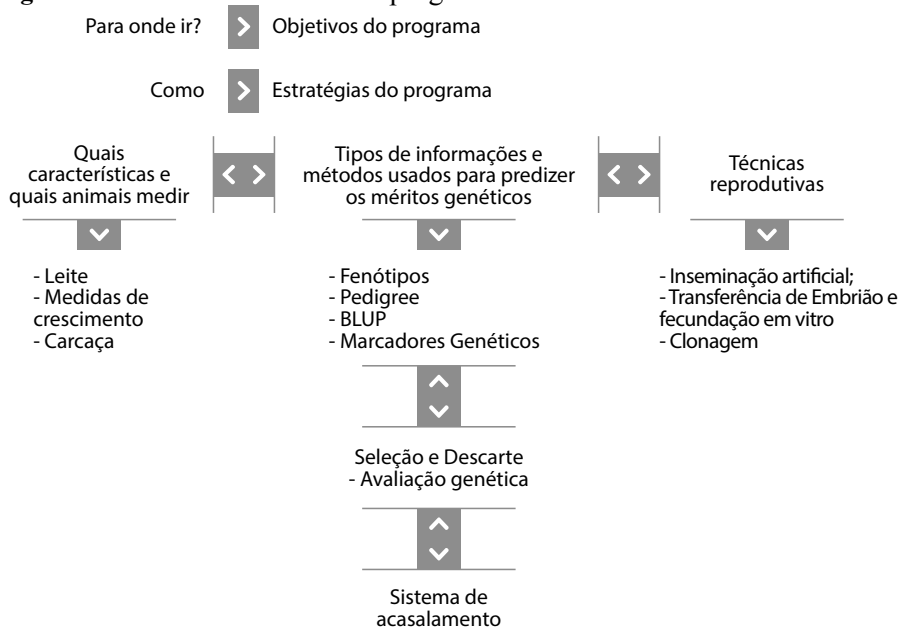 Para onde ir? Objetivos do programa
Como Estratégias do programa
Quais
características e
quais animais medir
Tipos de informações e
métodos usados para predizer
os méritos genéticos
Técnicas
reprodutivas
- Leite
- Medidas de
crescimento
- Carcaça
- Fenótipos
- Pedigree
- BLUP
- Marcadores Genéticos
- Inseminação artificial;
- Transferência de Embrião e
fecundação em vitro
- Clonagem
Seleção e Descarte
- Avaliação genética
Sistema de
acasalamento